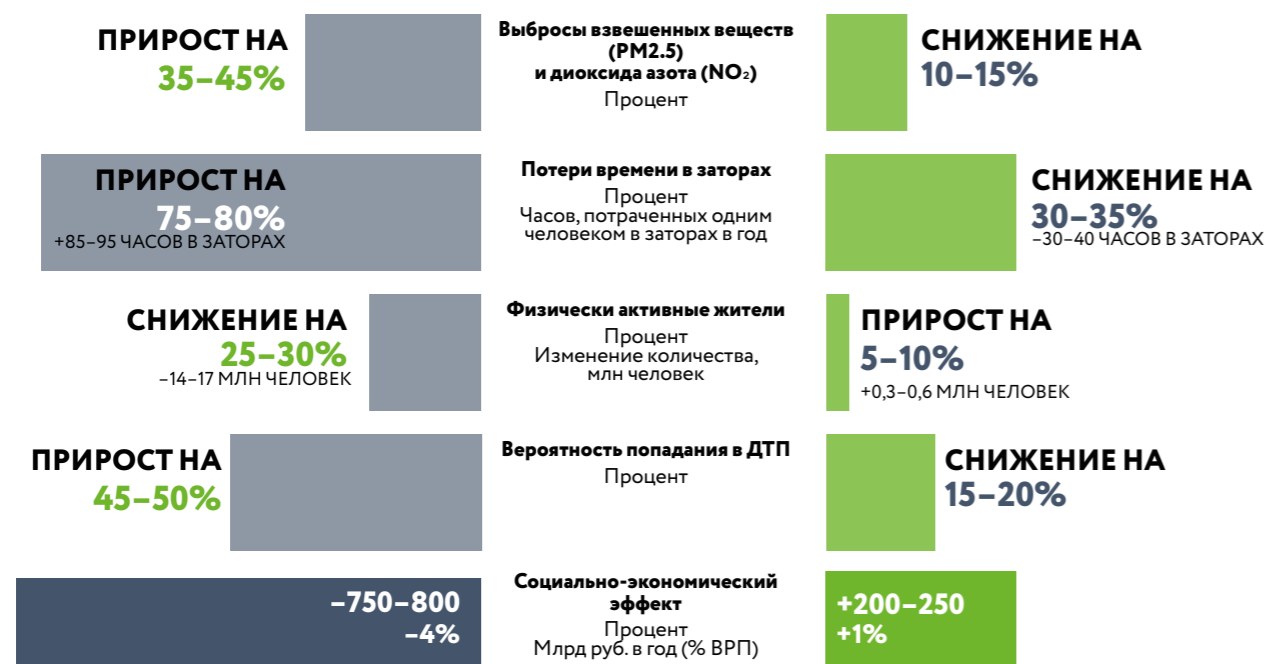 ПРИРОСТ НА
35–45%
Выбросы взвешенных веществ
(PM2.5)
и диоксида азота (NO₂)
Процент
СНИЖЕНИЕ НА
10–15%
ПРИРОСТ НА
75–80%
+85–95 ЧАСОВ В ЗАТОРАХ
Потери времени в заторах
Процент
Часов, потраченных одним
человеком в заторах в год
СНИЖЕНИЕ НА
30–35%
–30–40 ЧАСОВ В ЗАТОРАХ
СНИЖЕНИЕ НА
25–30%
–14–17 МЛН ЧЕЛОВЕК
Физически активные жители
Процент
Изменение количества,
млн человек
ПРИРОСТ НА
5–10%
+0,3–0,6 МЛН ЧЕЛОВЕК
ПРИРОСТ НА
45–50%
Вероятность попадания в ДТП
Процент
СНИЖЕНИЕ НА
15–20%
–750–800
–4%
Социально-экономический
эффект
Процент
Млрд руб. в год (% ВРП)
+200–250
+1%